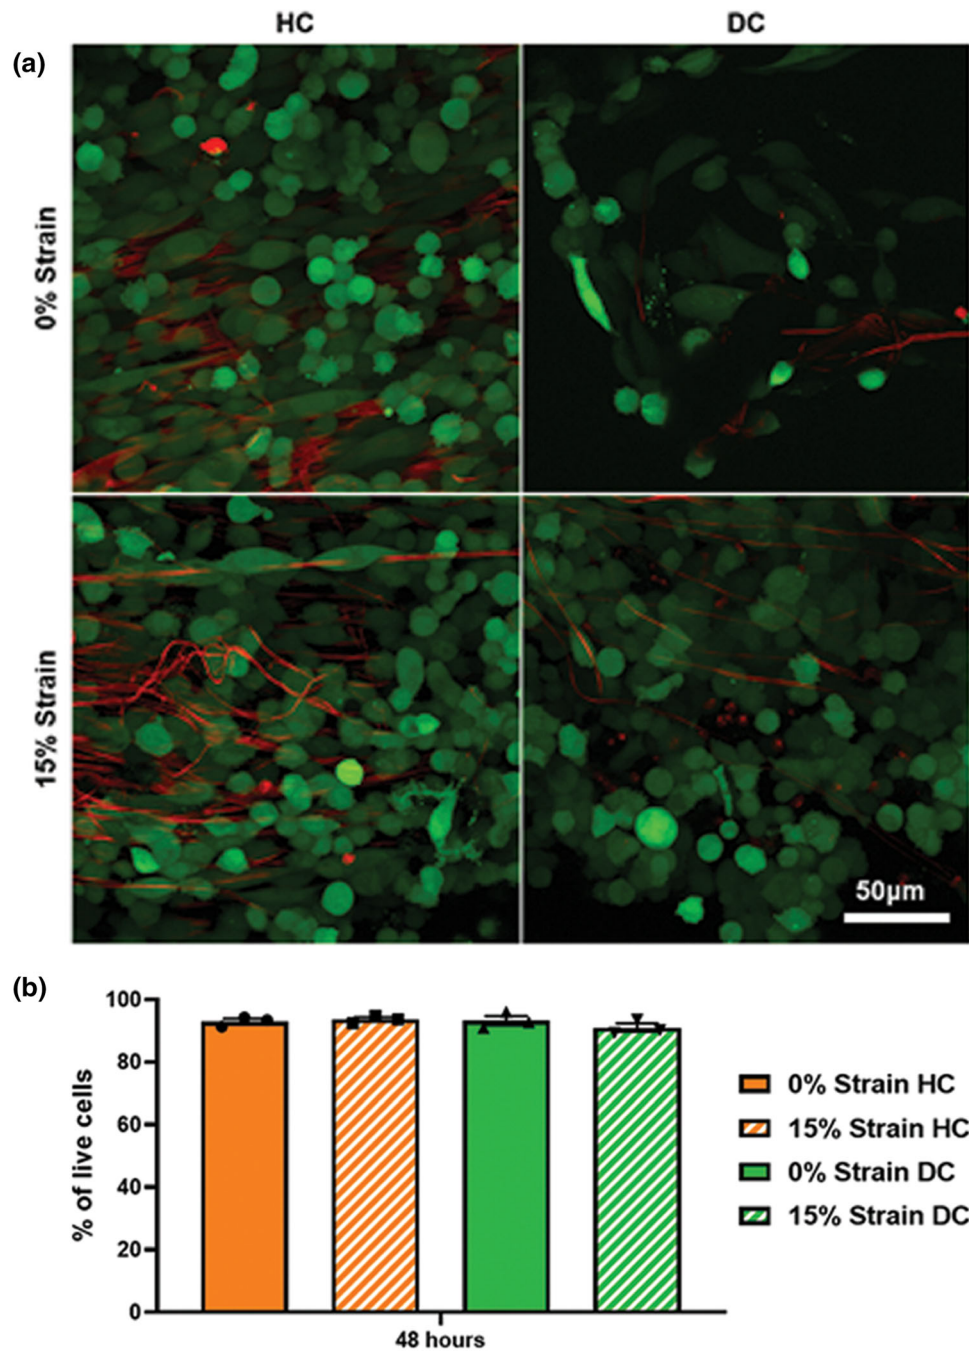 HC DC
(a)
0% Strain
15% Strain
50µm
(b)
100
80
60
40
20
0
% of live cells
48 hours
0% Strain HC
15% Strain HC
0% Strain DC
15% Strain DC